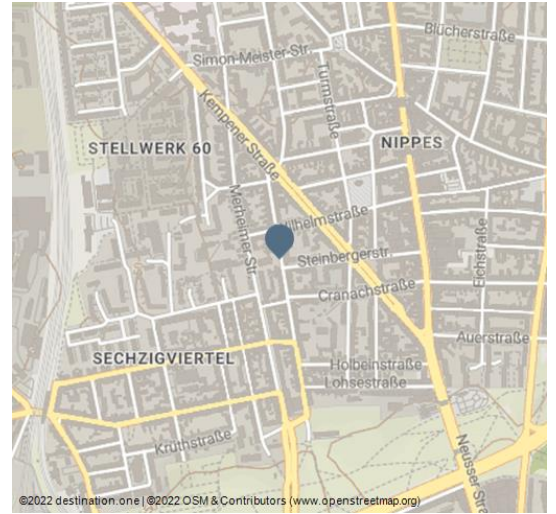 Blücherstraße
Simon-Meister-Str.
Turmstraße
Kempener Straße
STELLWERK 60
NIPPES
Merheimer Str.
Wilhelmstraße
Steinbergerstr.
Eichstraße
Cranachstraße
Auerstraße
SECHZIGVIERTEL
Holbeinstraße
Lohsestraße
Krüthstraße
Neusser Str
©2022 destination.one | ©2022 OSM & Contributors (www.openstreetmap.org)